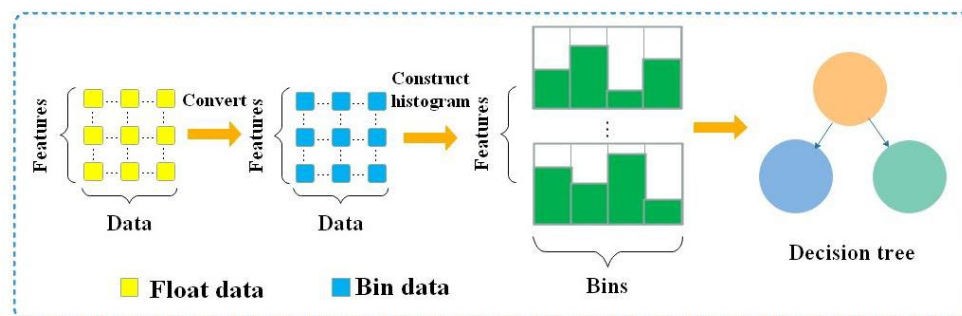 Features
Convert
Data
Features
Construct
histogram
Data
Features
⋮
Bins
Decision tree
Float data
Bin data